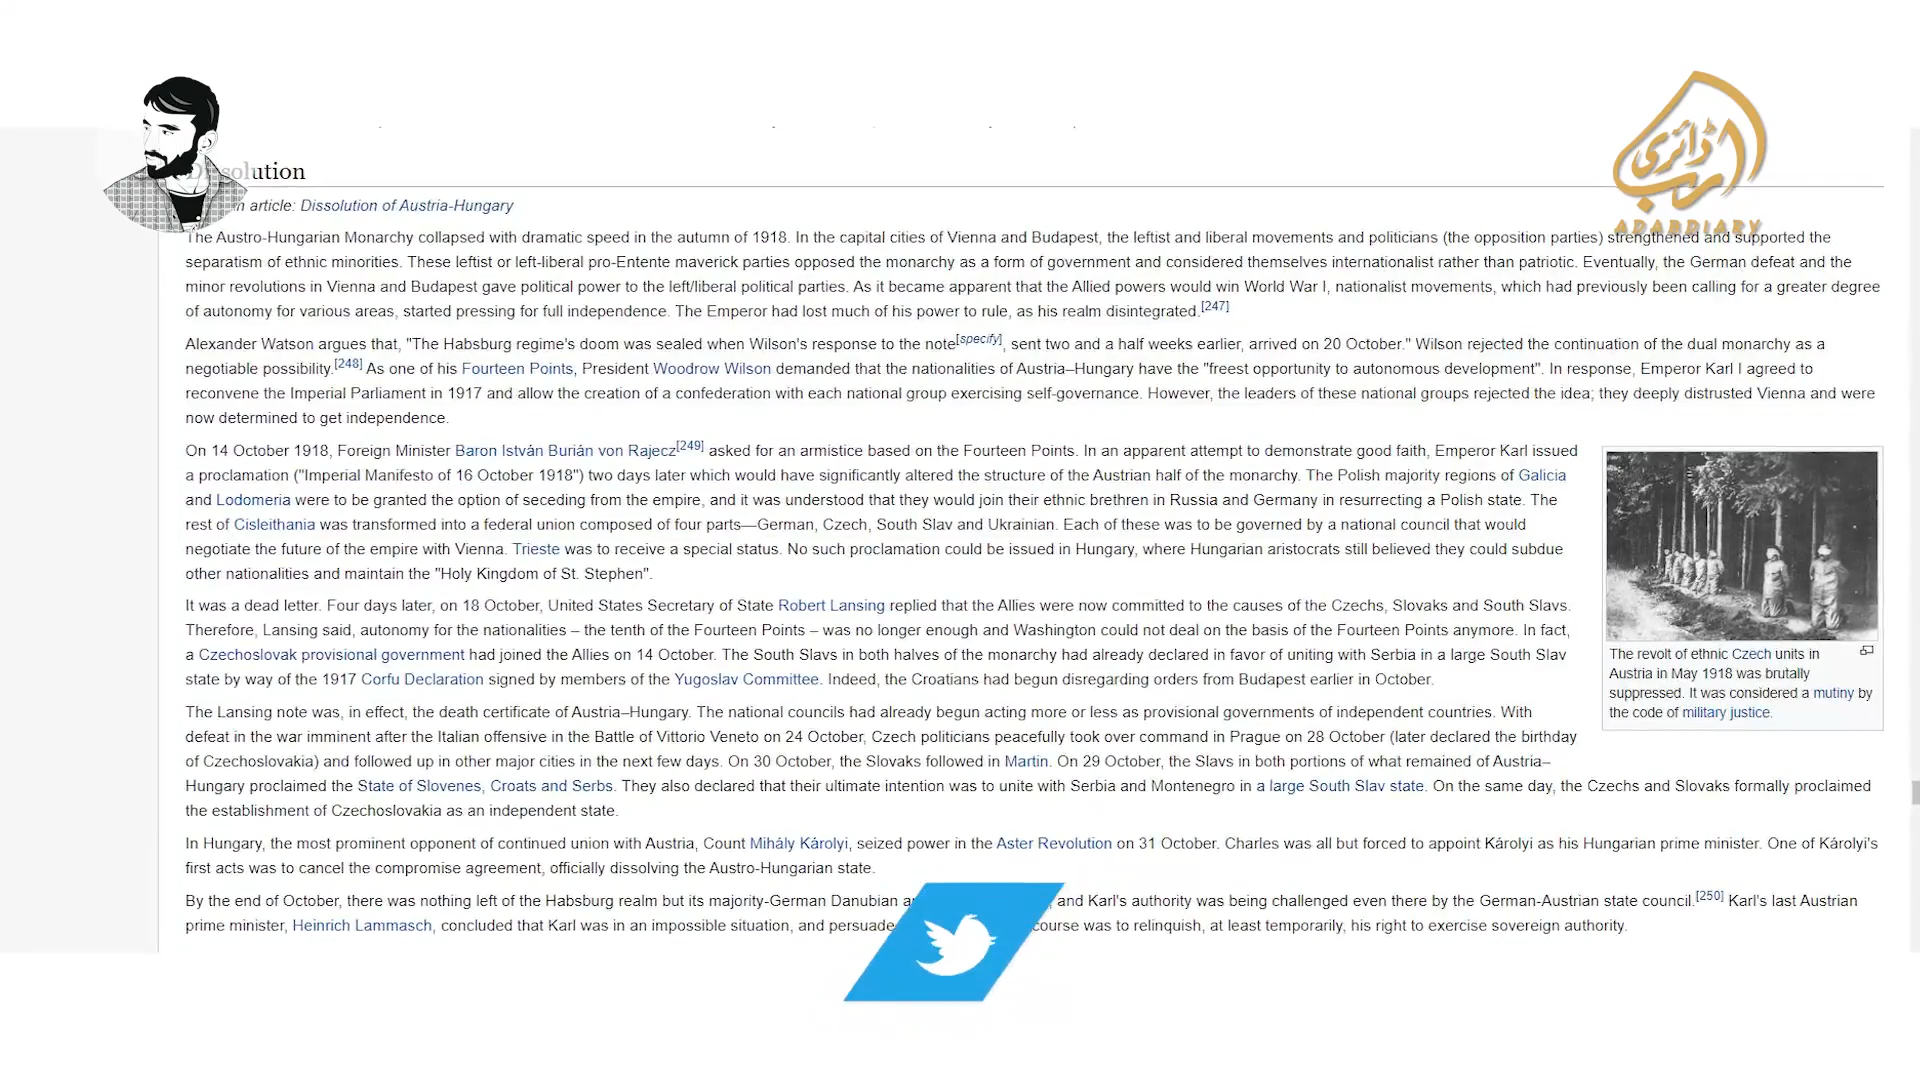 Dissolution
n article: Dissolution of Austria-Hungary
ارب ڈائری
ADABDIARY
The Austro-Hungarian Monarchy collapsed with dramatic speed in the autumn of 1918. In the capital cities of Vienna and Budapest, the leftist and liberal movements and politicians (the opposition parties) strengthened and supported the
separatism of ethnic minorities. These leftist or left-liberal pro-Entente maverick parties opposed the monarchy as a form of government and considered themselves internationalist rather than patriotic. Eventually, the German defeat and the
minor revolutions in Vienna and Budapest gave political power to the left/liberal political parties. As it became apparent that the Allied powers would win World War I, nationalist movements, which had previously been calling for a greater degree
of autonomy for various areas, started pressing for full independence. The Emperor had lost much of his power to rule, as his realm disintegrated.[247]
Alexander Watson argues that, "The Habsburg regime's doom was sealed when Wilson's response to the note[specify], sent two and a half weeks earlier, arrived on 20 October." Wilson rejected the continuation of the dual monarchy as a
negotiable possibility.[248] As one of his Fourteen Points, President Woodrow Wilson demanded that the nationalities of Austria–Hungary have the "freest opportunity to autonomous development". In response, Emperor Karl I agreed to
reconvene the Imperial Parliament in 1917 and allow the creation of a confederation with each national group exercising self-governance. However, the leaders of these national groups rejected the idea; they deeply distrusted Vienna and were
now determined to get independence.
On 14 October 1918, Foreign Minister Baron István Burián von Rajecz[249] asked for an armistice based on the Fourteen Points. In an apparent attempt to demonstrate good faith, Emperor Karl issued
a proclamation ("Imperial Manifesto of 16 October 1918") two days later which would have significantly altered the structure of the Austrian half of the monarchy. The Polish majority regions of Galicia
and Lodomeria were to be granted the option of seceding from the empire, and it was understood that they would join their ethnic brethren in Russia and Germany in resurrecting a Polish state. The
rest of Cisleithania was transformed into a federal union composed of four parts—German, Czech, South Slav and Ukrainian. Each of these was to be governed by a national council that would
negotiate the future of the empire with Vienna. Trieste was to receive a special status. No such proclamation could be issued in Hungary, where Hungarian aristocrats still believed they could subdue
other nationalities and maintain the "Holy Kingdom of St. Stephen".
It was a dead letter. Four days later, on 18 October, United States Secretary of State Robert Lansing replied that the Allies were now committed to the causes of the Czechs, Slovaks and South Slavs.
Therefore, Lansing said, autonomy for the nationalities – the tenth of the Fourteen Points – was no longer enough and Washington could not deal on the basis of the Fourteen Points anymore. In fact,
a Czechoslovak provisional government had joined the Allies on 14 October. The South Slavs in both halves of the monarchy had already declared in favor of uniting with Serbia in a large South Slav
state by way of the 1917 Corfu Declaration signed by members of the Yugoslav Committee. Indeed, the Croatians had begun disregarding orders from Budapest earlier in October.
The revolt of ethnic Czech units in
Austria in May 1918 was brutally
suppressed. It was considered a mutiny by
the code of military justice.
The Lansing note was, in effect, the death certificate of Austria–Hungary. The national councils had already begun acting more or less as provisional governments of independent countries. With
defeat in the war imminent after the Italian offensive in the Battle of Vittorio Veneto on 24 October, Czech politicians peacefully took over command in Prague on 28 October (later declared the birthday
of Czechoslovakia) and followed up in other major cities in the next few days. On 30 October, the Slovaks followed in Martin. On 29 October, the Slavs in both portions of what remained of Austria–
Hungary proclaimed the State of Slovenes, Croats and Serbs. They also declared that their ultimate intention was to unite with Serbia and Montenegro in a large South Slav state. On the same day, the Czechs and Slovaks formally proclaimed
the establishment of Czechoslovakia as an independent state.
In Hungary, the most prominent opponent of continued union with Austria, Count Mihály Károlyi, seized power in the Aster Revolution on 31 October. Charles was all but forced to appoint Károlyi as his Hungarian prime minister. One of Károlyi's
first acts was to cancel the compromise agreement, officially dissolving the Austro-Hungarian state.
By the end of October, there was nothing left of the Habsburg realm but its majority-German Danubian a , and Karl's authority was being challenged even there by the German-Austrian state council.[250] Karl's last Austrian
prime minister, Heinrich Lammasch, concluded that Karl was in an impossible situation, and persuade course was to relinquish, at least temporarily, his right to exercise sovereign authority.